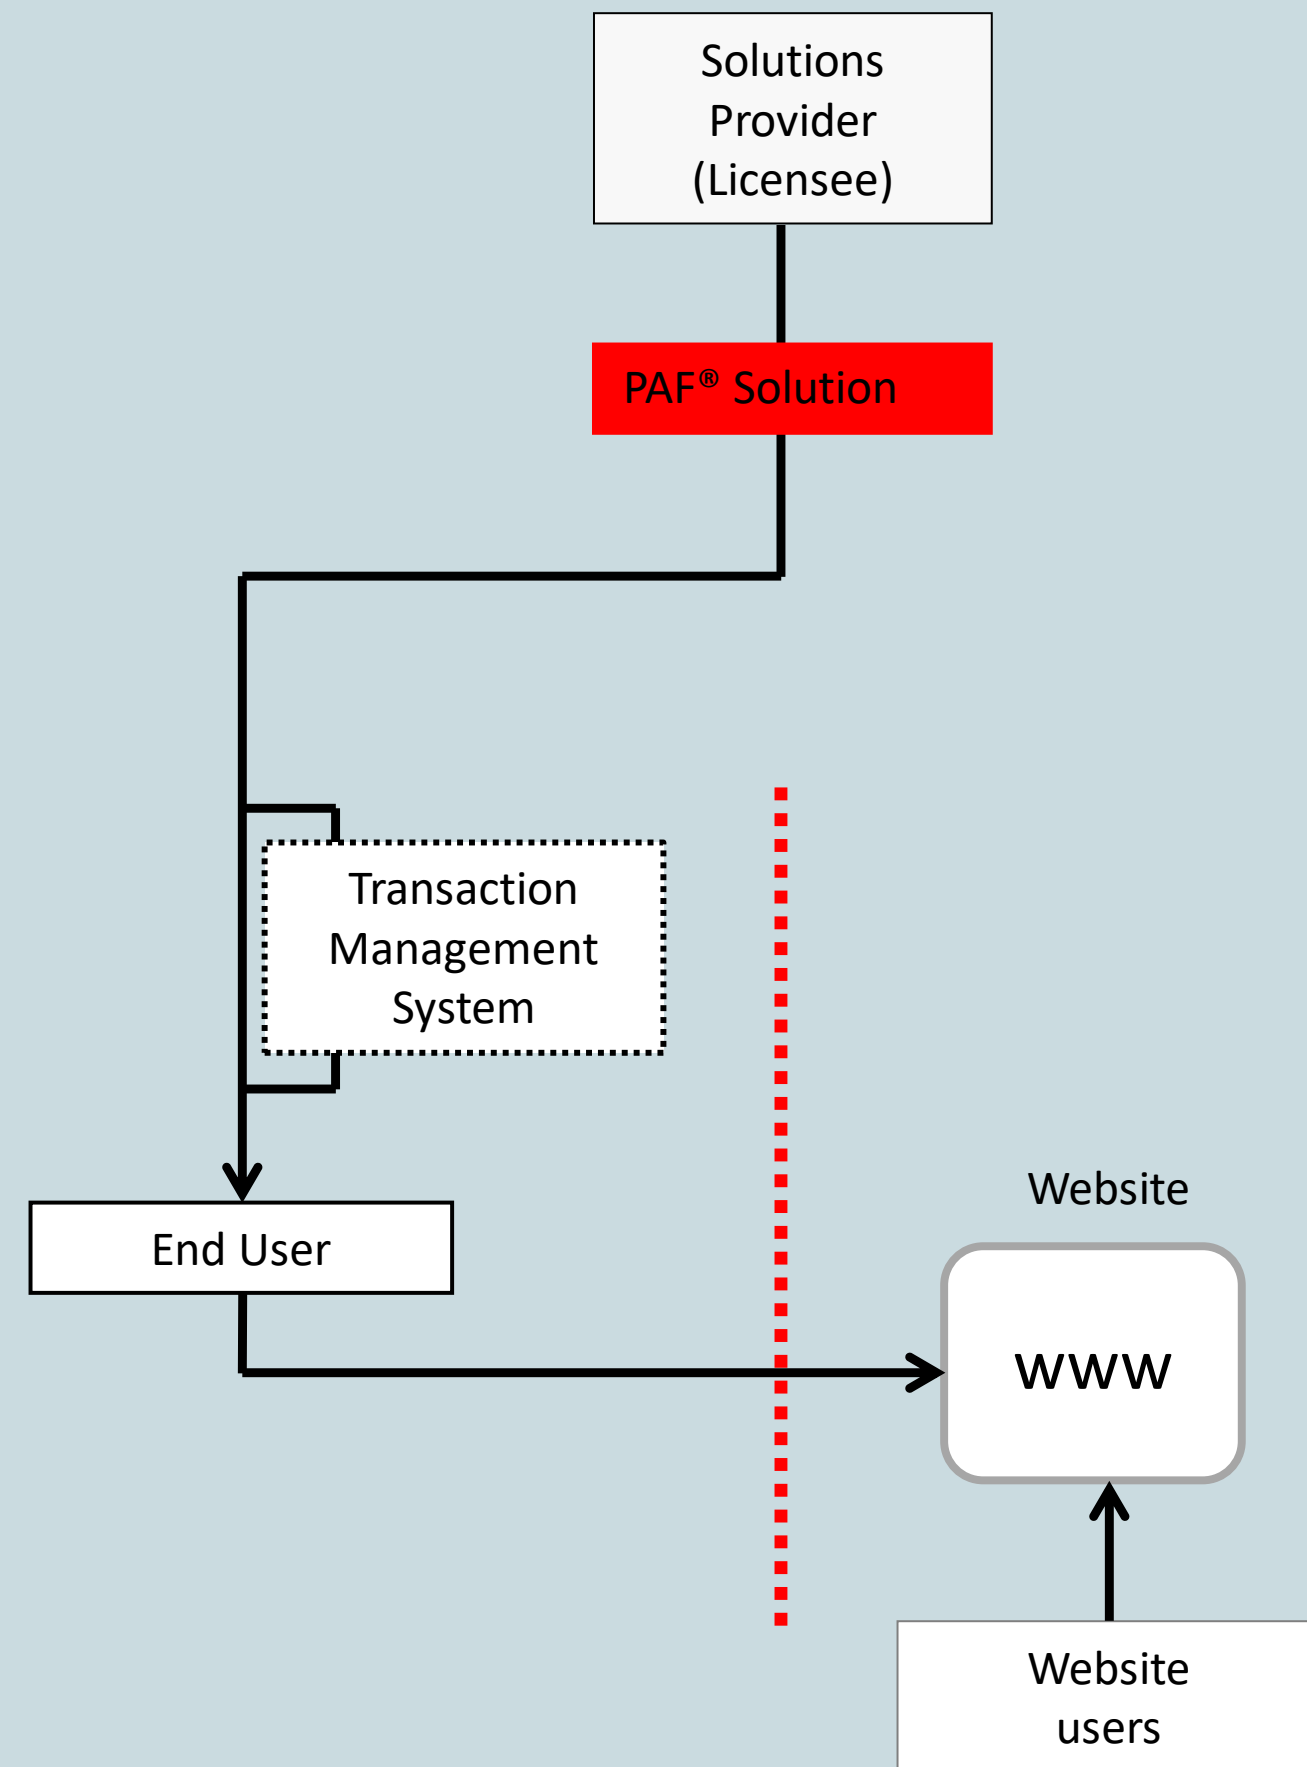 Solutions
Provider
(Licensee)
PAF® Solution
Transaction
Management
System
End User
Website
www
Website
users